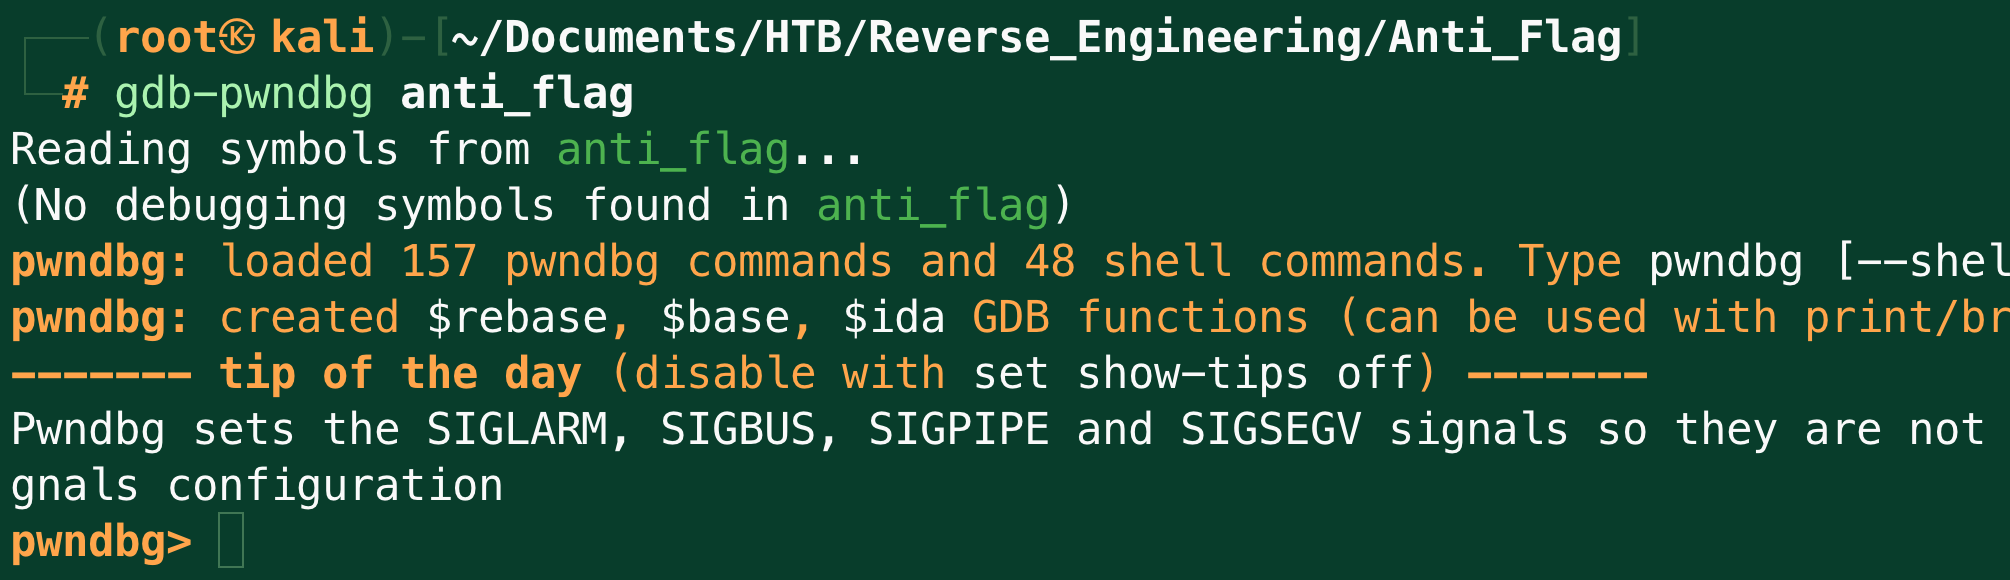 ┌──(root㉿kali)-[~/Documents/HTB/Reverse_Engineering/Anti_Flag]
└─# gdb-pwndbg anti_flag
Reading symbols from anti_flag...
(No debugging symbols found in anti_flag)
pwndbg: loaded 157 pwndbg commands and 48 shell commands. Type pwndbg [--shel
pwndbg: created $rebase, $base, $ida GDB functions (can be used with print/br
------- tip of the day (disable with set show-tips off) -------
Pwndbg sets the SIGLARM, SIGBUS, SIGPIPE and SIGSEGV signals so they are not
gnals configuration
pwndbg>